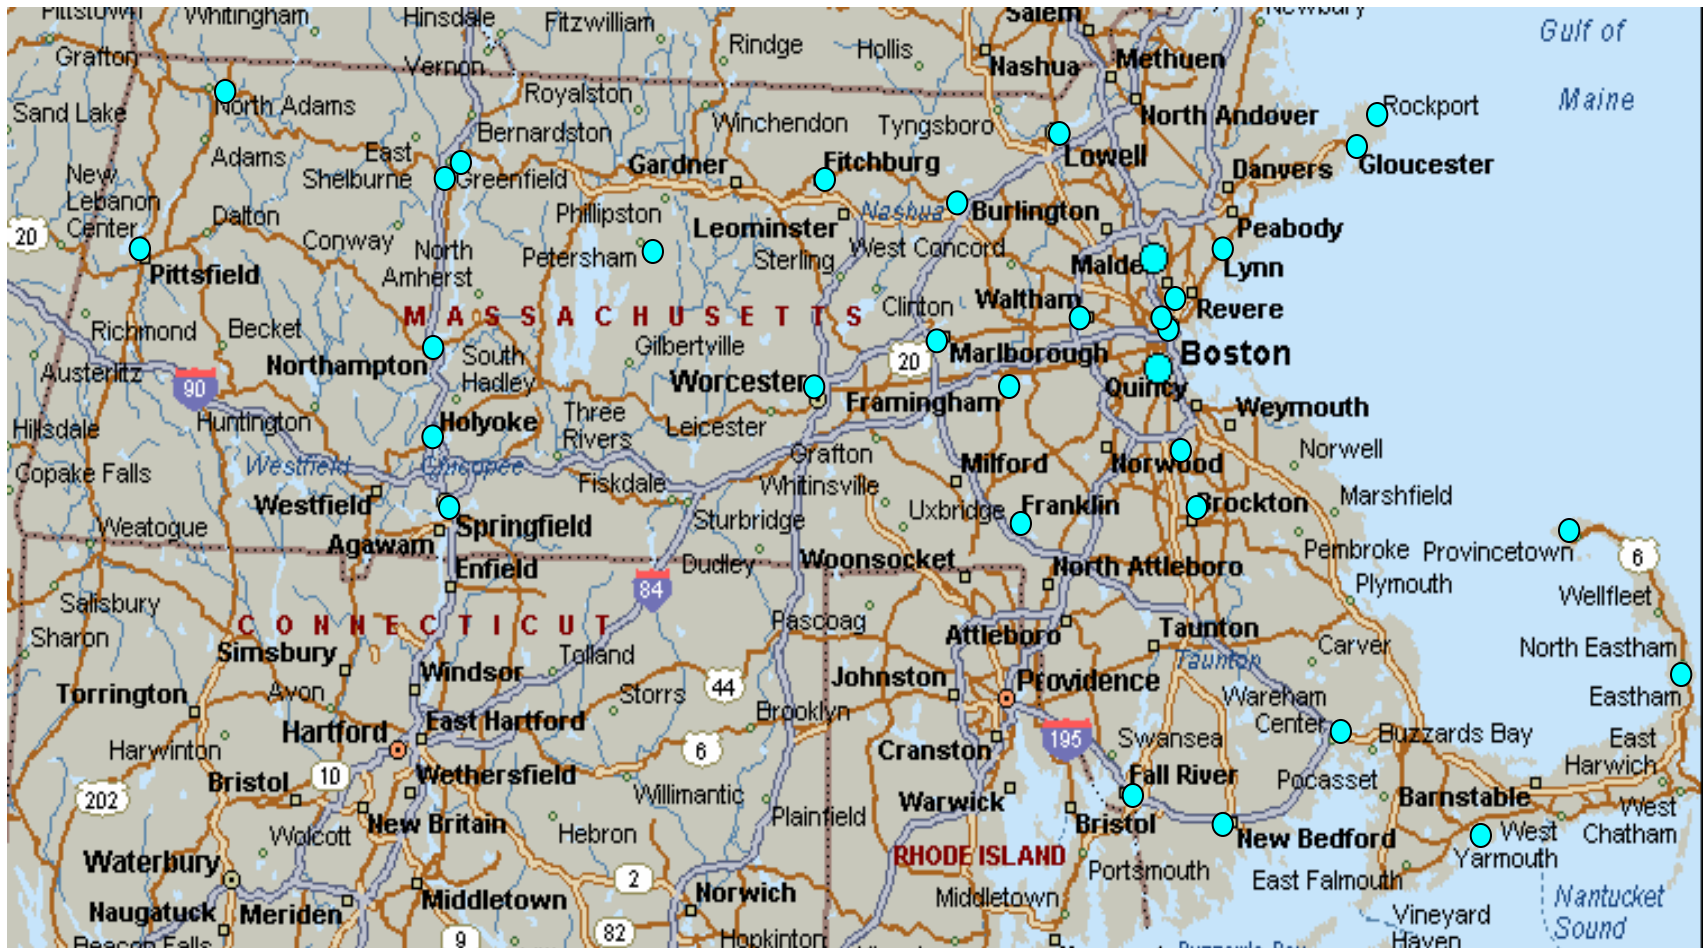 Pittstown
Whitingham
Hinsdale
Fitzwilliam
Salem
Newbury
Gulf of
Maine
Grafton
Vernon
Rindge
Hollis
Nashua
Methuen
Sand Lake
North Adams
Royalston
Winchendon
Tyngsboro
North Andover
Rockport
Bernardston
Adams
East
Shelburne
Greenfield
Gardner
Fitchburg
Lowell
Danvers
Gloucester
New
Lebanon
Center
20
Dalton
Conway
North
Amherst
Phillipston
Petersham
Leominster
Nashua
Burlington
West Concord
Peabody
Sterling
Malde
Lynn
Pittsfield
MASSACHUSETTS
Clinton
Waltham
Revere
Richmond
Becket
Northampton
South
Hadley
Gilbertville
20
Marlborough
Boston
Austerlitz
90
Worcester
Framingham
Quincy
Weymouth
Hillsdale
Huntington
Holyoke
Three
Rivers
Leicester
Grafton
Norwell
Copake Falls
Westfield
Chicopee
Fiskdale
Whitinsville
Milford
Norwood
Marshfield
Westfield
Springfield
Sturbridge
Uxbridge
Franklin
Brockton
Weatogue
Agawam
Enfield
Dudley
Woonsocket
North Attleboro
Pembroke
Provincetown
6
84
Plymouth
Wellfleet
Salisbury
CONNECTICUT
Pascoag
Attleboro
Taunton
Carver
North Eastham
Sharon
Simsbury
Windsor
Tolland
Taunton
Eastham
Torrington
Avon
Storrs
44
Johnston
Providence
Wareham
Center
Hartford
East Hartford
Brooklyn
195
Swansea
Buzzards Bay
East
Harwich
Harwinton
6
Cranston
Bristol
10
Wethersfield
Willimantic
Warwick
Fall River
Pocasset
Barnstable
202
Wolcott
New Britain
Hebron
Plainfield
Bristol
New Bedford
West
Yarmouth
West
Chatham
Waterbury
2
RHODE ISLAND
Portsmouth
East Falmouth
Naugatuck
Meriden
Middletown
Norwich
Middletown
Vineyard
Haven
Nantucket
Sound
Beacon Falls
9
82
Hopkinton
Buzzards Bay